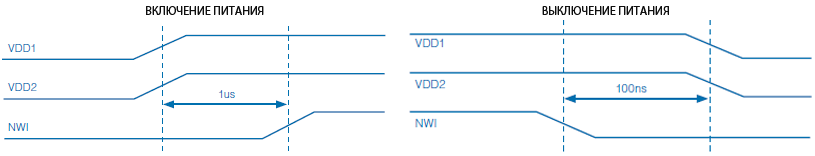 ВКЛЮЧЕНИЕ ПИТАНИЯ
VDD1
VDD2
1us
NWI
ВЫКЛЮЧЕНИЕ ПИТАНИЯ
VDD1
VDD2
100ns
NWI